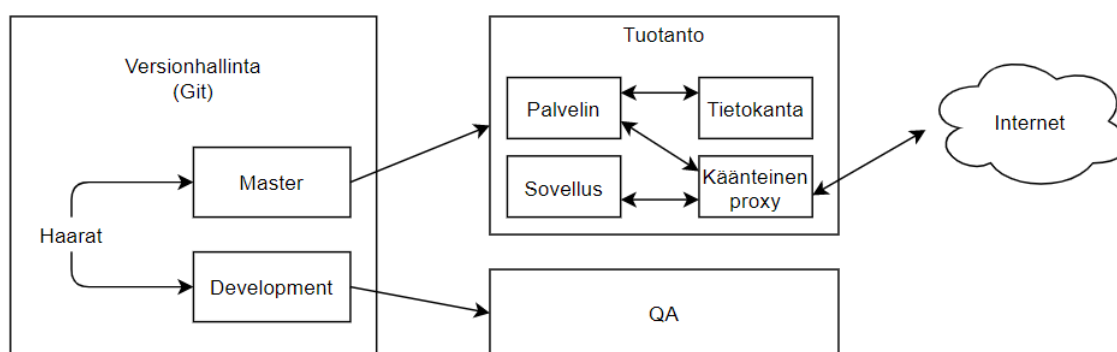 Versionhallinta
(Git)
Haarat
Master
Development
Tuotanto
Palvelin
Tietokanta
Sovellus
Käänteinen
proxy
QA
Internet